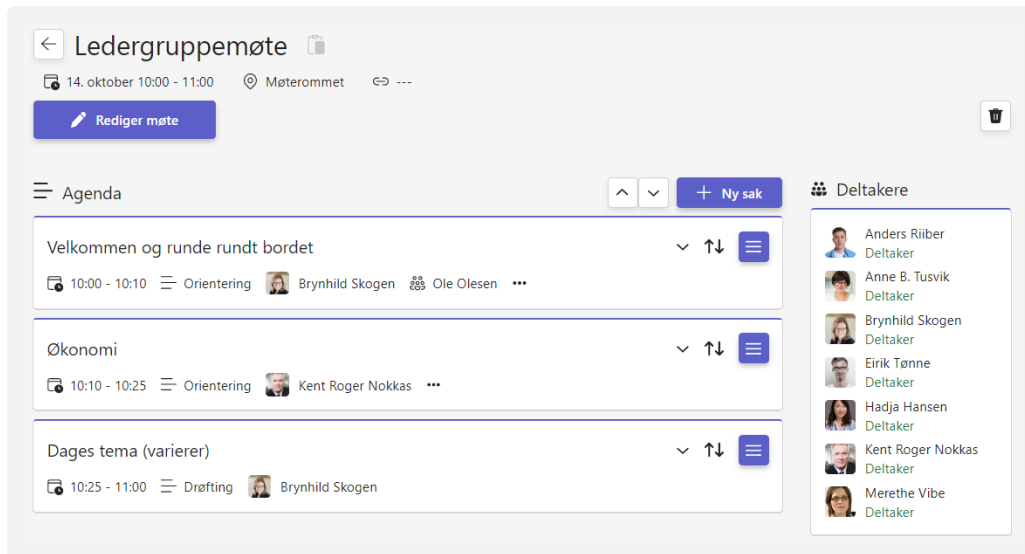 Ledergruppemøte
14. oktober 10:00 - 11:00 Møterommet ---
Rediger møte
Agenda
Ny sak
Velkommen og runde rundt bordet
10:00 - 10:10 Orientering Brynhild Skogen Ole Olesen •••
Økonomi
10:10 - 10:25 Orientering Kent Roger Nokkas •••
Dages tema (varierer)
10:25 - 11:00 Drøfting Brynhild Skogen
Deltakere
Anders Riiber
Deltaker
Anne B. Tusvik
Deltaker
Brynhild Skogen
Deltaker
Eirik Tønne
Deltaker
Hadja Hansen
Deltaker
Kent Roger Nokkas
Deltaker
Merethe Vibe
Deltaker